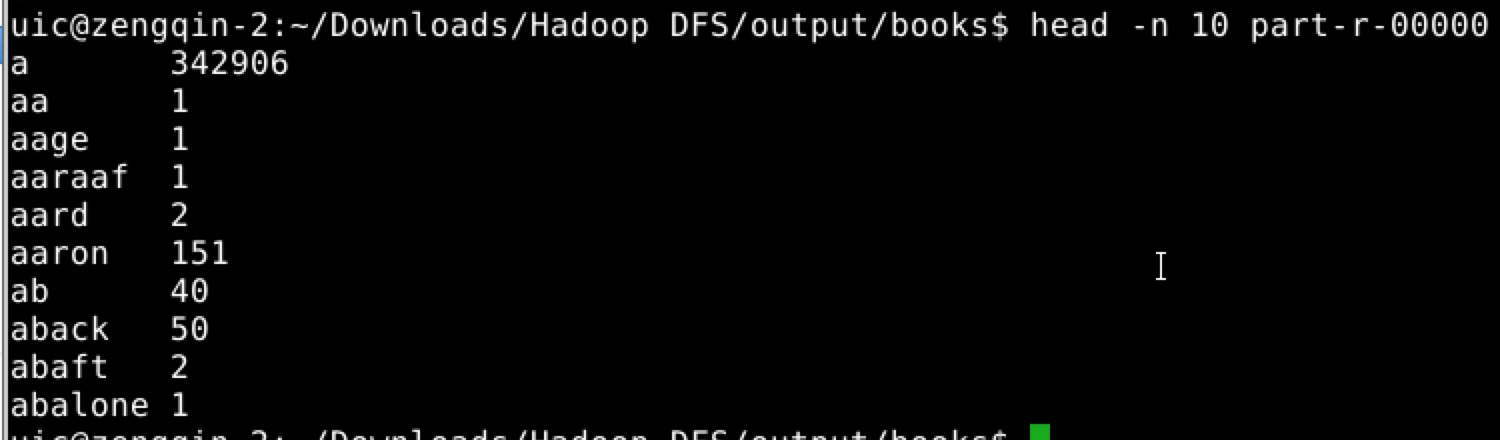 uic@zengqin-2:~/Downloads/Hadoop DFS/output/books$ head -n 10 part-r-00000
a 342906
aa 1
aage 1
aaraaf 1
aard 2
aaron 151
ab 40
aback 50
abaft 2
abalone 1
uic@zengqin-2:~/Downloads/Hadoop DFS/output/books$